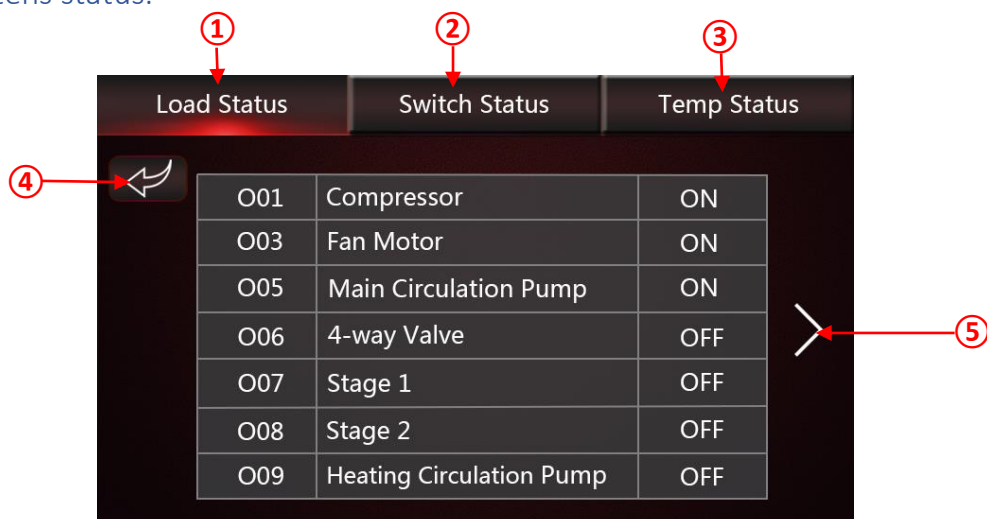 status.
① ② ③
Load Status Switch Status Temp Status
④
O01 Compressor ON
O03 Fan Motor ON
O05 Main Circulation Pump ON
O06 4-way Valve OFF
⑤
O07 Stage 1 OFF
O08 Stage 2 OFF
O09 Heating Circulation Pump OFF